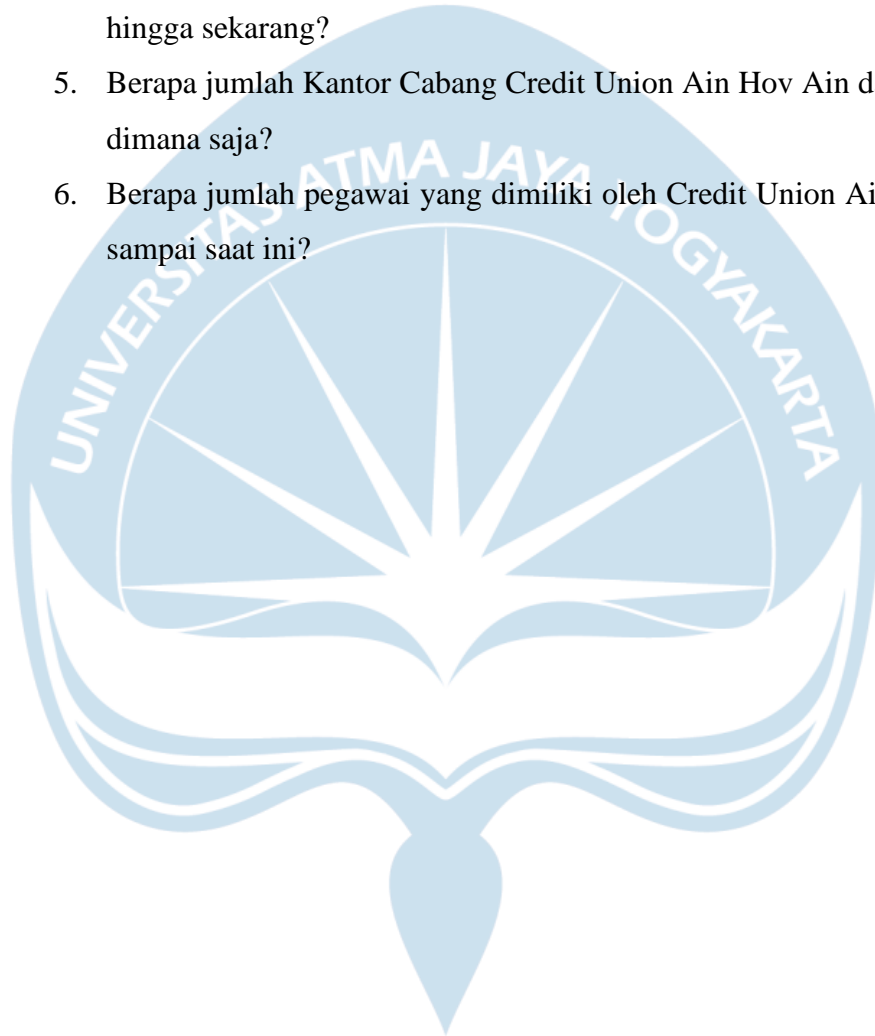 hingga sekarang?
5. Berapa jumlah Kantor Cabang Credit Union Ain Hov Ain d
dimana saja?
6. Berapa jumlah pegawai yang dimiliki oleh Credit Union Ai
sampai saat ini?
UNIVERSITAS ATMA JAYA YOGYAKARTA